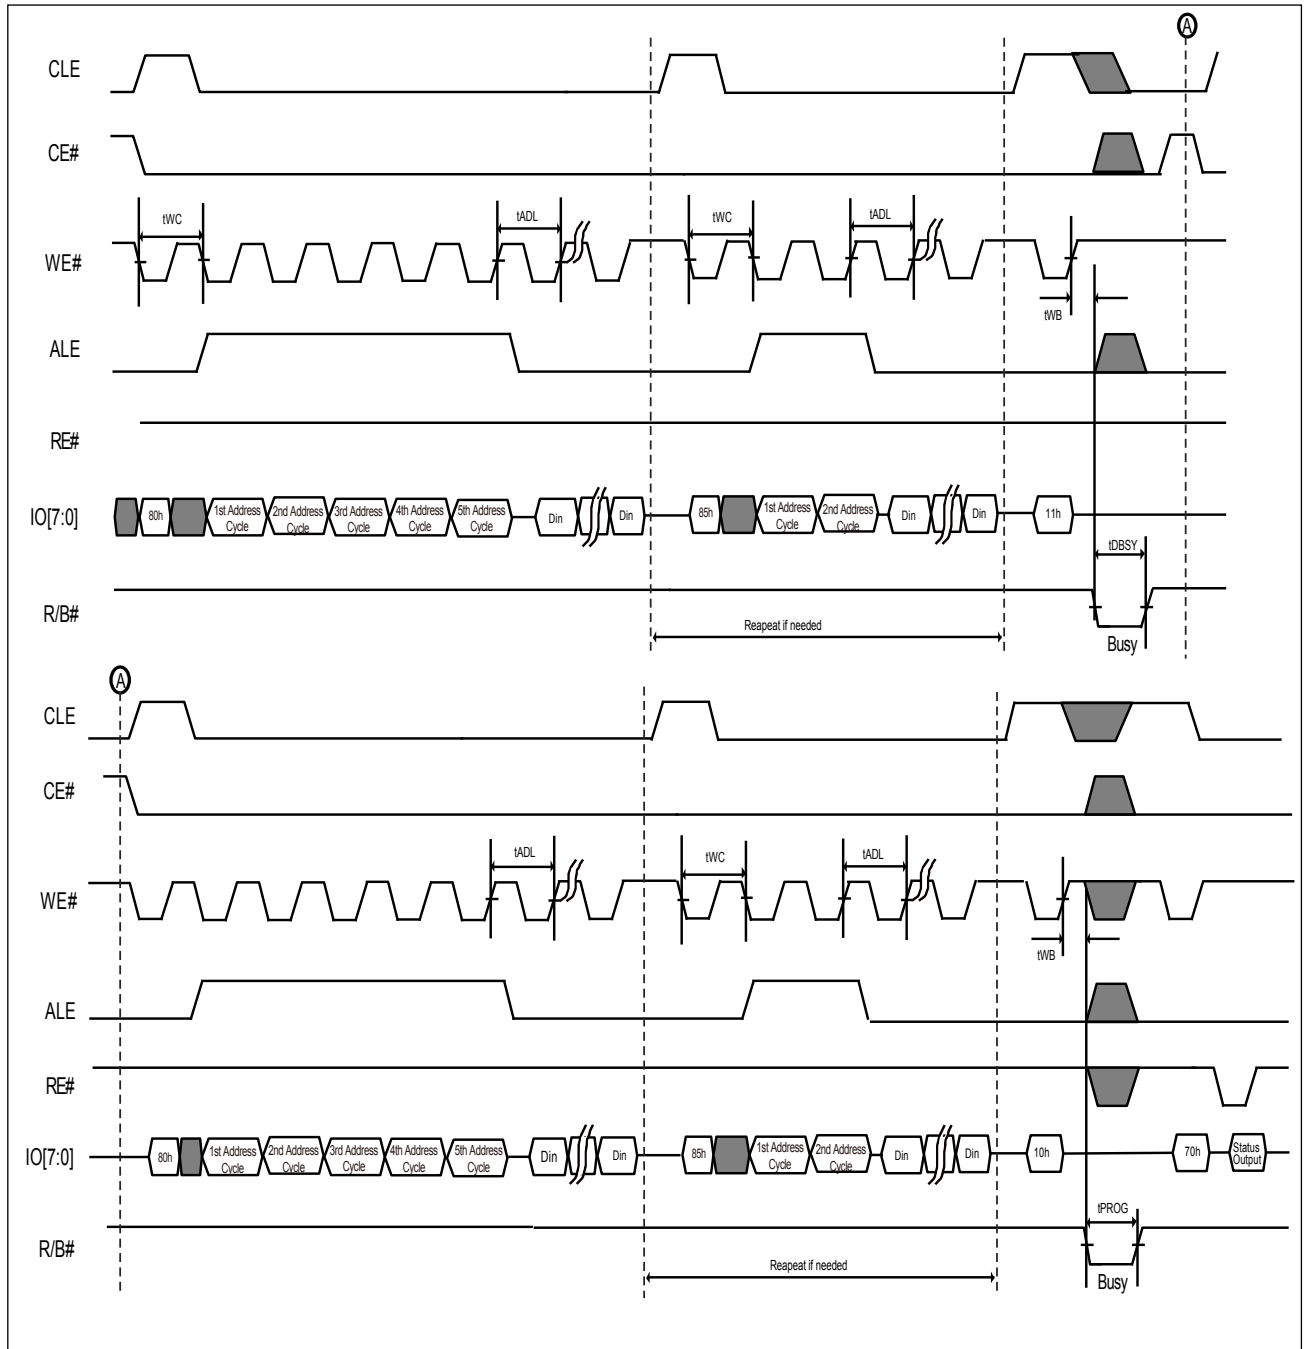 A
CLE
CE#
tWC
tADL
tWC
tADL
WE#
tWB
ALE
RE#
IO[7:0]
80h
1st Address
Cycle
2nd Address
Cycle
3rd Address
Cycle
4th Address
Cycle
5th Address
Cycle
Din
Din
85h
1st Address
Cycle
2nd Address
Cycle
Din
Din
11h
tDBSY
R/B#
Reapeat if needed
Busy
A
CLE
CE#
tADL
tWC
tADL
WE#
tWB
ALE
RE#
IO[7:0]
80h
1st Address
Cycle
2nd Address
Cycle
3rd Address
Cycle
4th Address
Cycle
5th Address
Cycle
Din
Din
85h
1st Address
Cycle
2nd Address
Cycle
Din
Din
10h
70h
Status
Output
tPROG
R/B#
Reapeat if needed
Busy